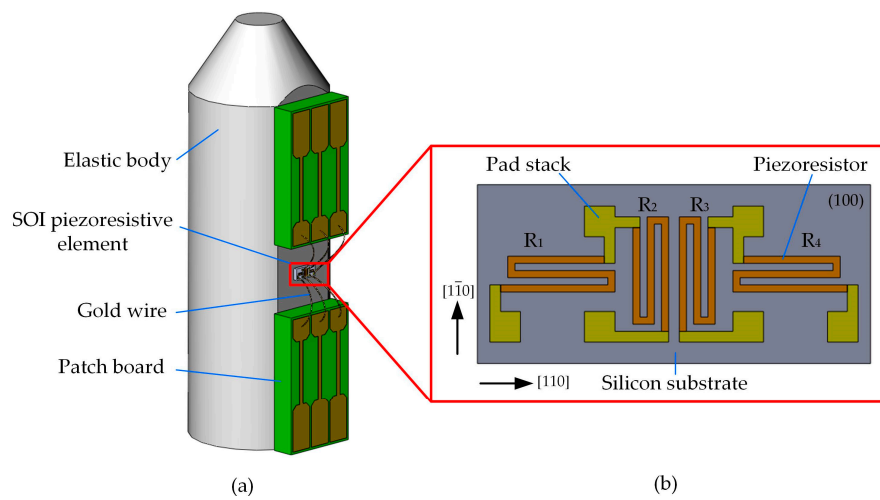 Elastic body
SOI piezoresistive
element
Gold wire
Patch board
(a)
Pad stack
Piezoresistor
(100)
R₁
R₂
R₃
R₄
[11̄0]
[110]
Silicon substrate
(b)